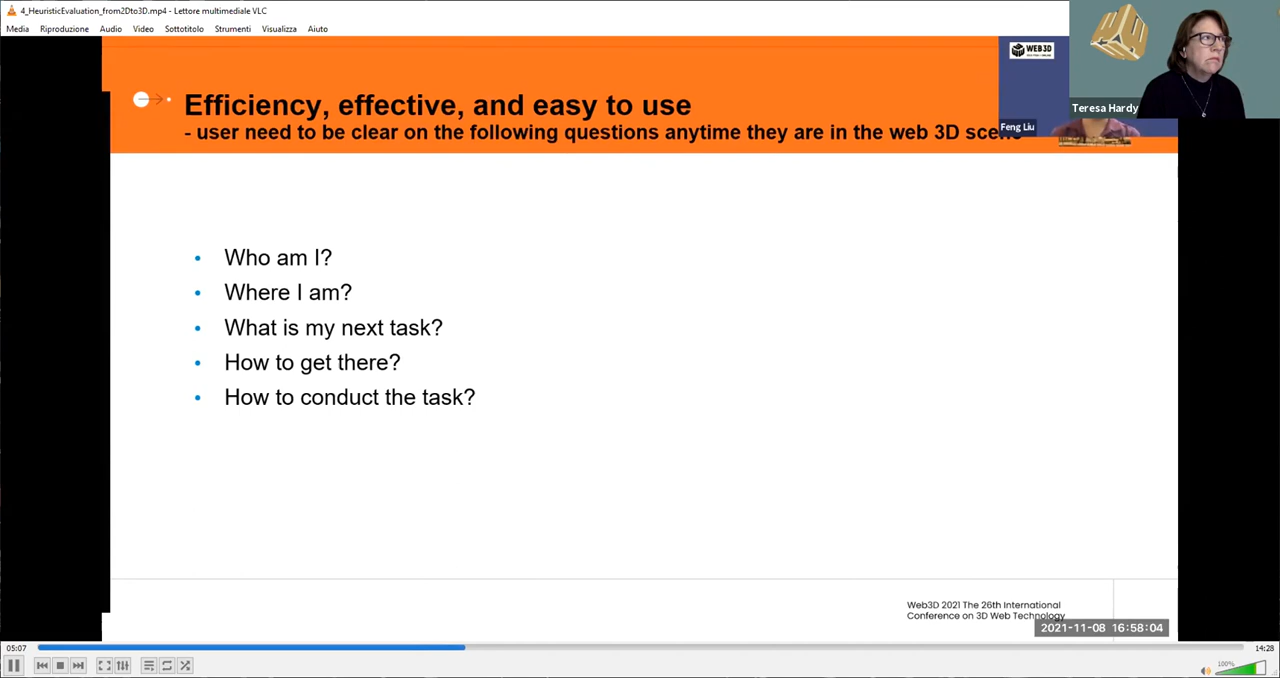 4_HeuristicEvaluation_from2Dto3D.mp4 - Lettore multimediale VLC
Media Riproduzione Audio Video Sottotitolo Strumenti Visualizza Aiuto
WEB3D
Teresa Hardy
Feng Liu
Efficiency, effective, and easy to use
- user need to be clear on the following questions anytime they are in the web 3D scene
• Who am I?
• Where I am?
• What is my next task?
• How to get there?
• How to conduct the task?
Web3D 2021 The 26th International
Conference on 3D Web Technology
2021-11-08 16:58:04
05:07
14:28
100%